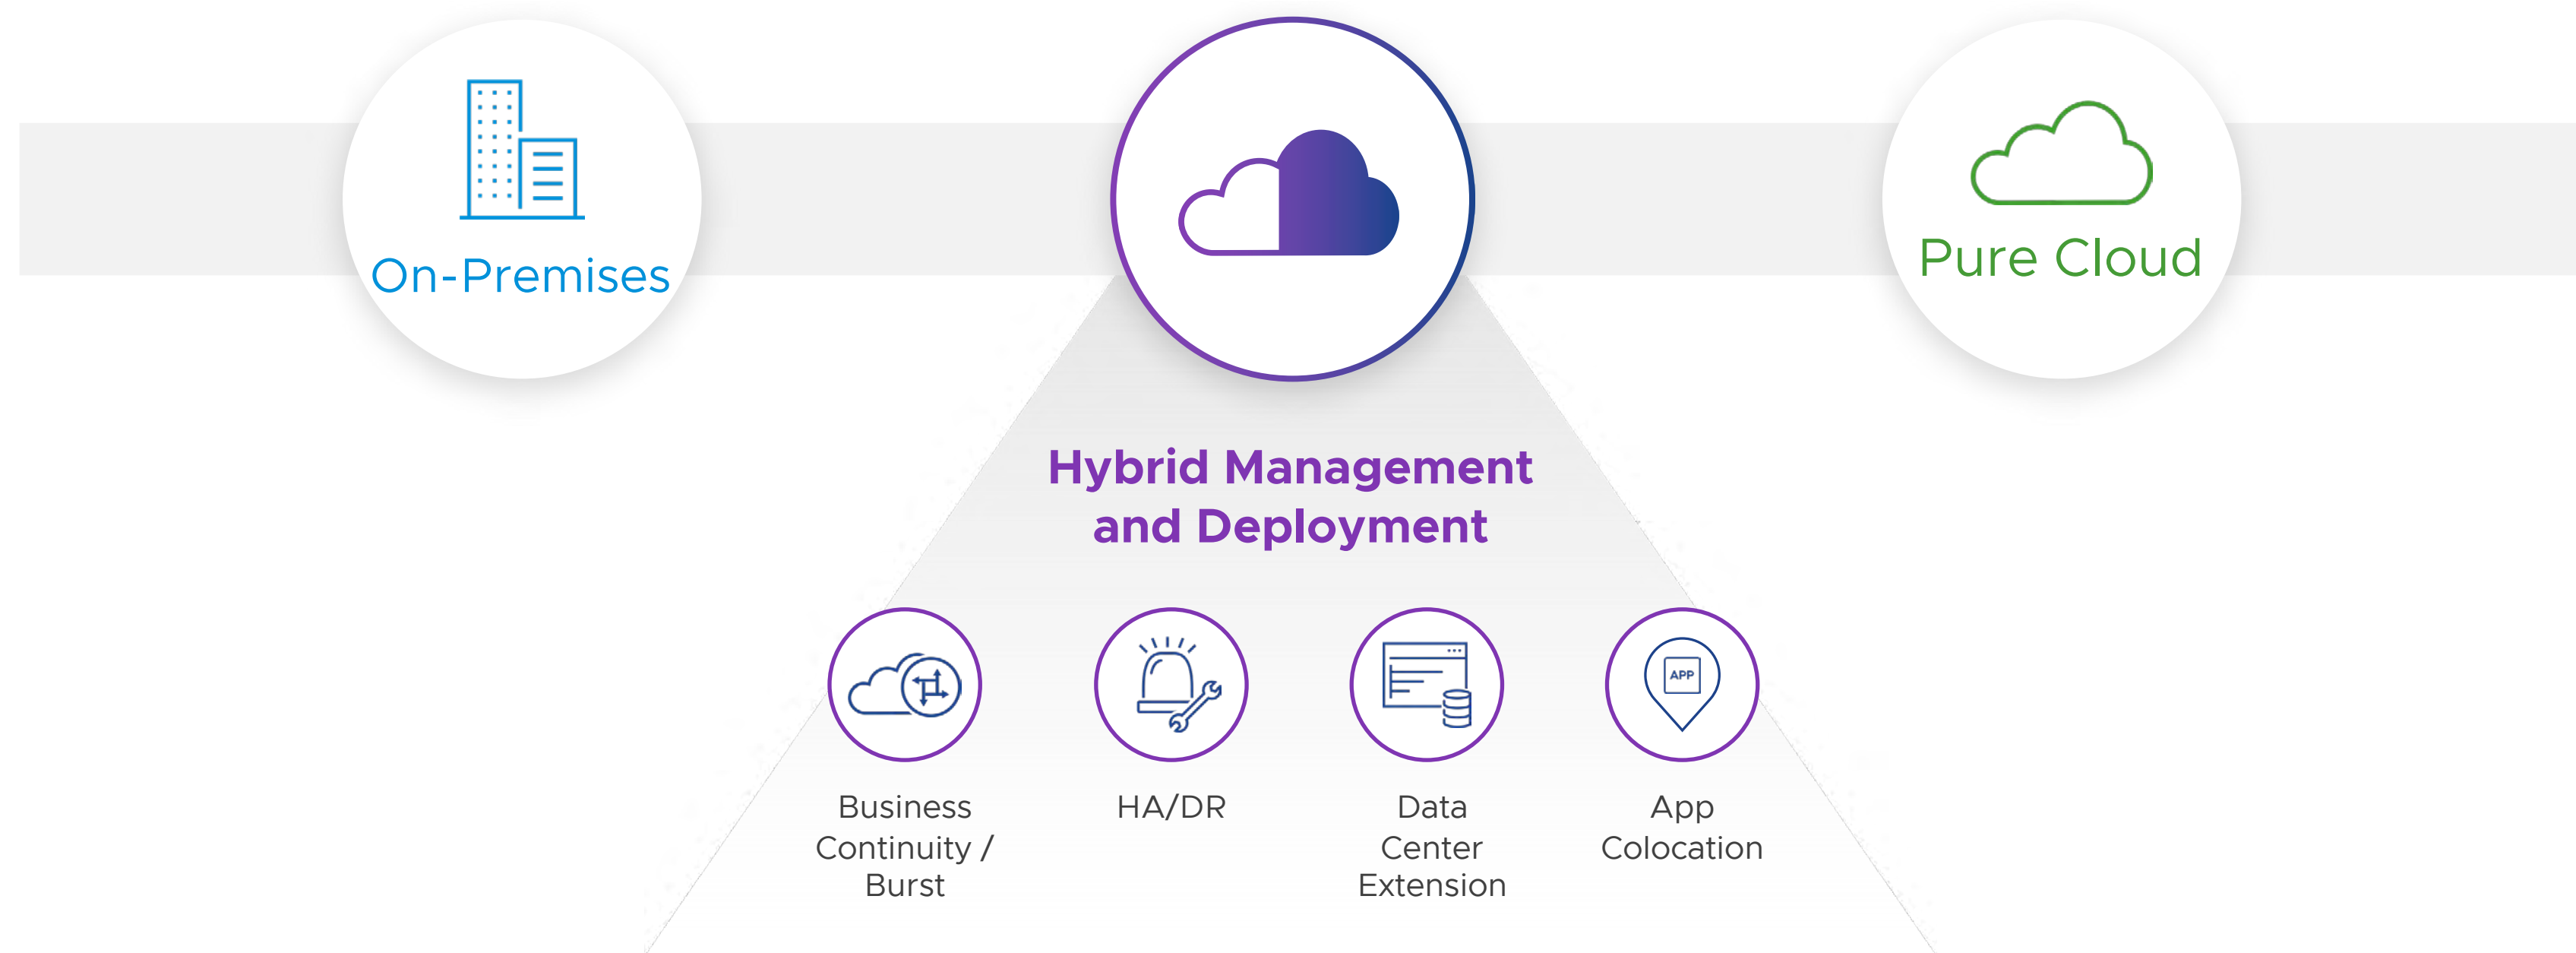 On-Premises
Pure Cloud
Hybrid Management
and Deployment
APP
Business
Continuity /
Burst
HA/DR
Data
Center
Extension
App
Colocation